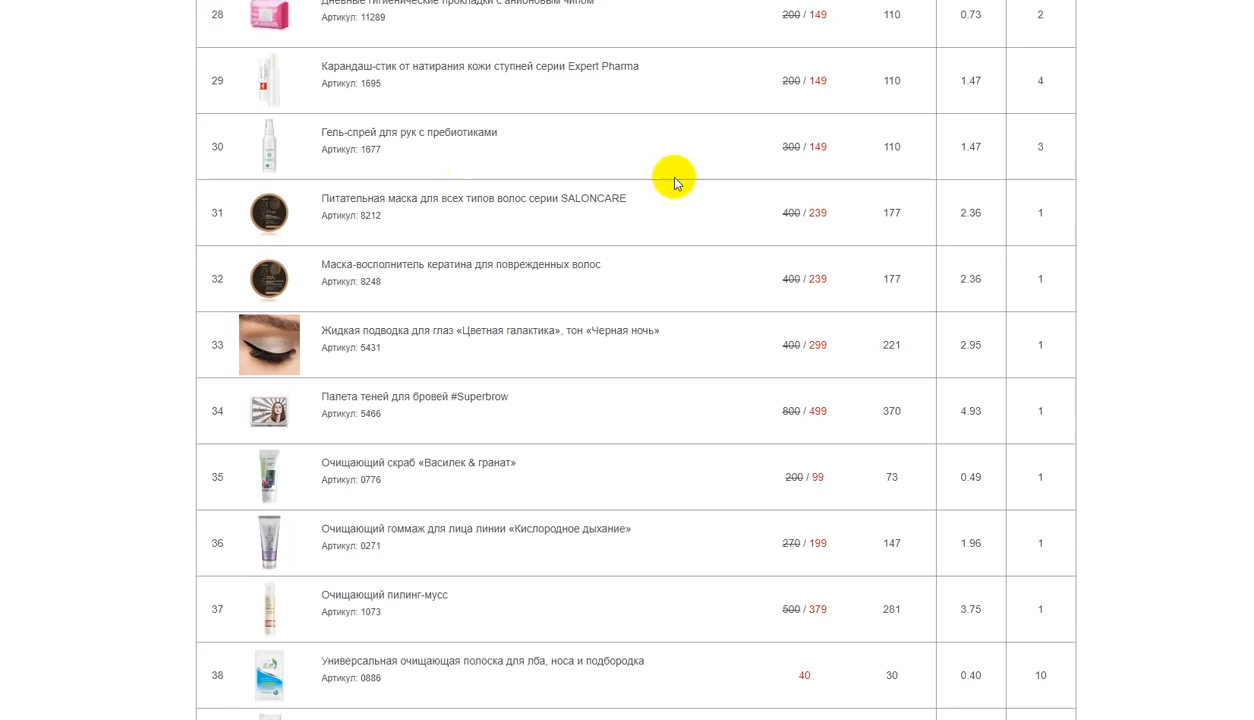 Дневные гигиенические прокладки с анионовым чипом
28 200 / 149 110 0.73 2
Артикул: 11289
Карандаш-стик от натирания кожи ступней серии Expert Pharma
29 200 / 149 110 1.47 4
Артикул: 1695
Гель-спрей для рук с пребиотиками
30 300 / 149 110 1.47 3
Артикул: 1677
Питательная маска для всех типов волос серии SALONCARE
31 400 / 239 177 2.36 1
Артикул: 8212
Маска-восполнитель кератина для поврежденных волос
32 400 / 239 177 2.36 1
Артикул: 8248
Жидкая подводка для глаз «Цветная галактика», тон «Черная ночь»
33 400 / 299 221 2.95 1
Артикул: 5431
Палета теней для бровей #Superbrow
34 800 / 499 370 4.93 1
Артикул: 5466
Очищающий скраб «Василек & гранат»
35 200 / 99 73 0.49 1
Артикул: 0776
Очищающий гоммаж для лица линии «Кислородное дыхание»
36 270 / 199 147 1.96 1
Артикул: 0271
Очищающий пилинг-мусс
37 500 / 379 281 3.75 1
Артикул: 1073
Универсальная очищающая полоска для лба, носа и подбородка
38 40 30 0.40 10
Артикул: 0886